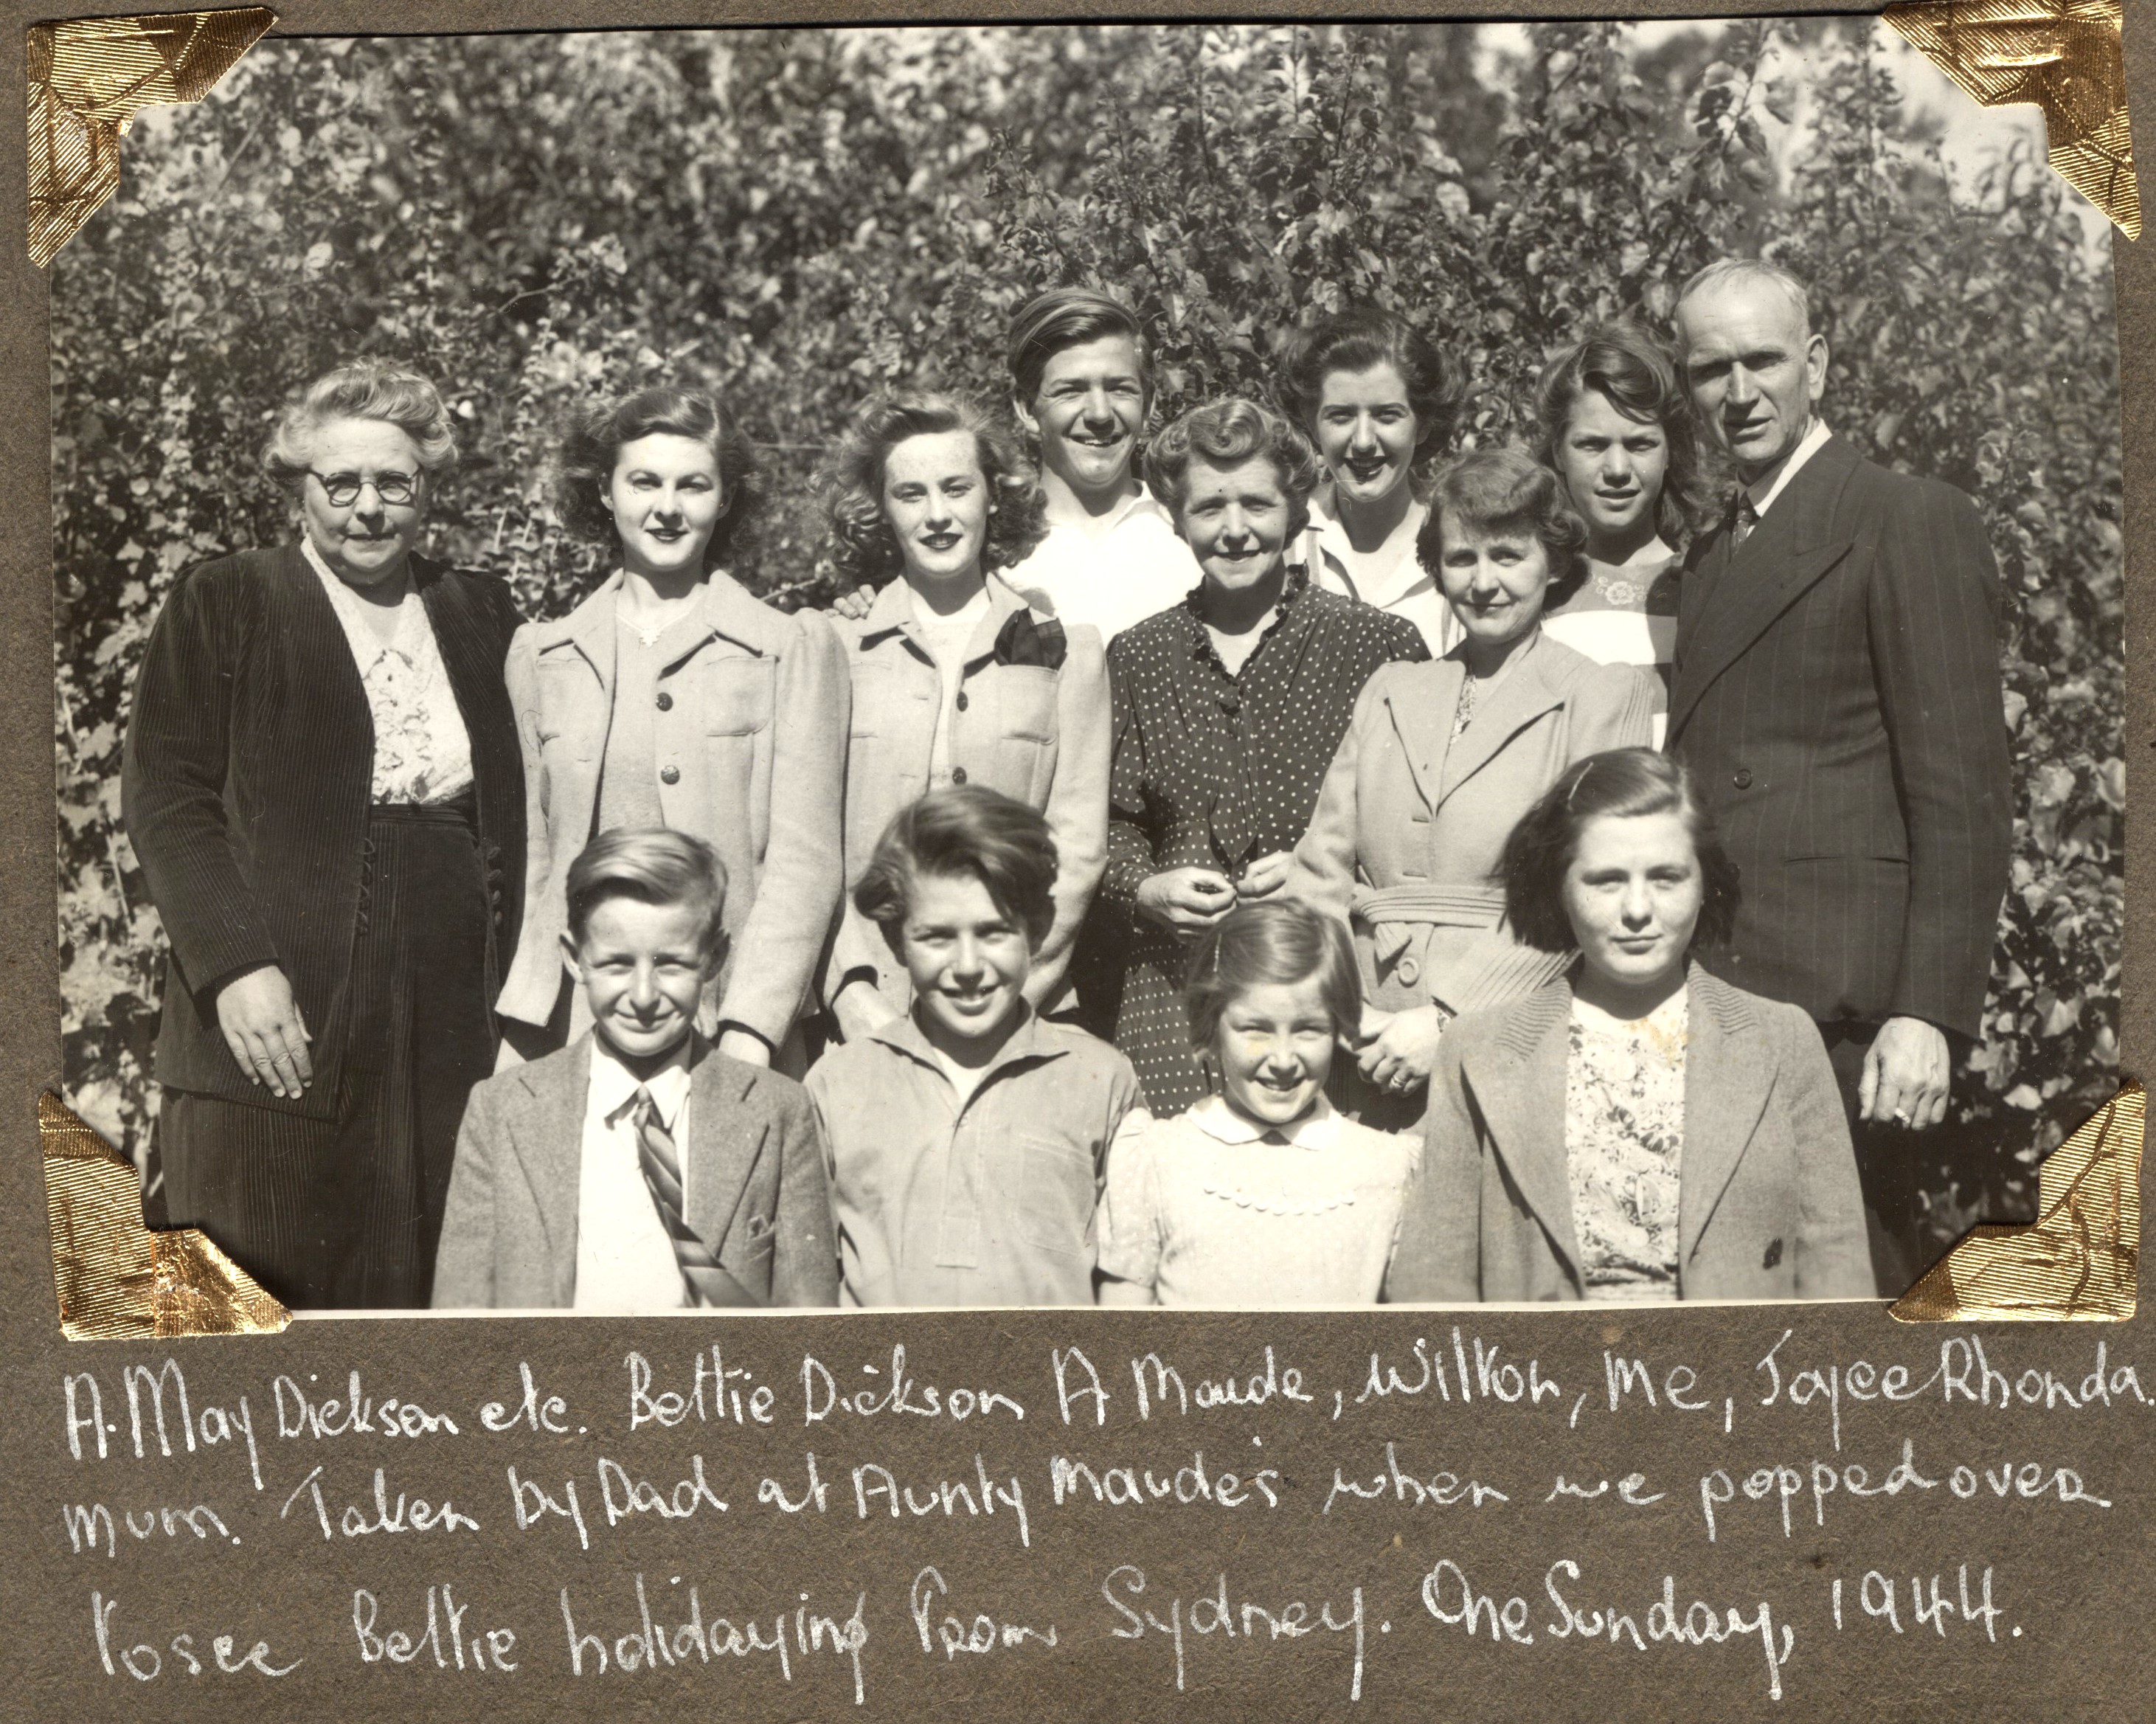 A. May Dickson etc. Bettie Dickson A Maude, Wilton, Me, Joyce Rhonda.
Mum. Taken by Dad at Aunty Maude's when we popped over
to see Bettie holidaying from Sydney. One Sunday, 1944.